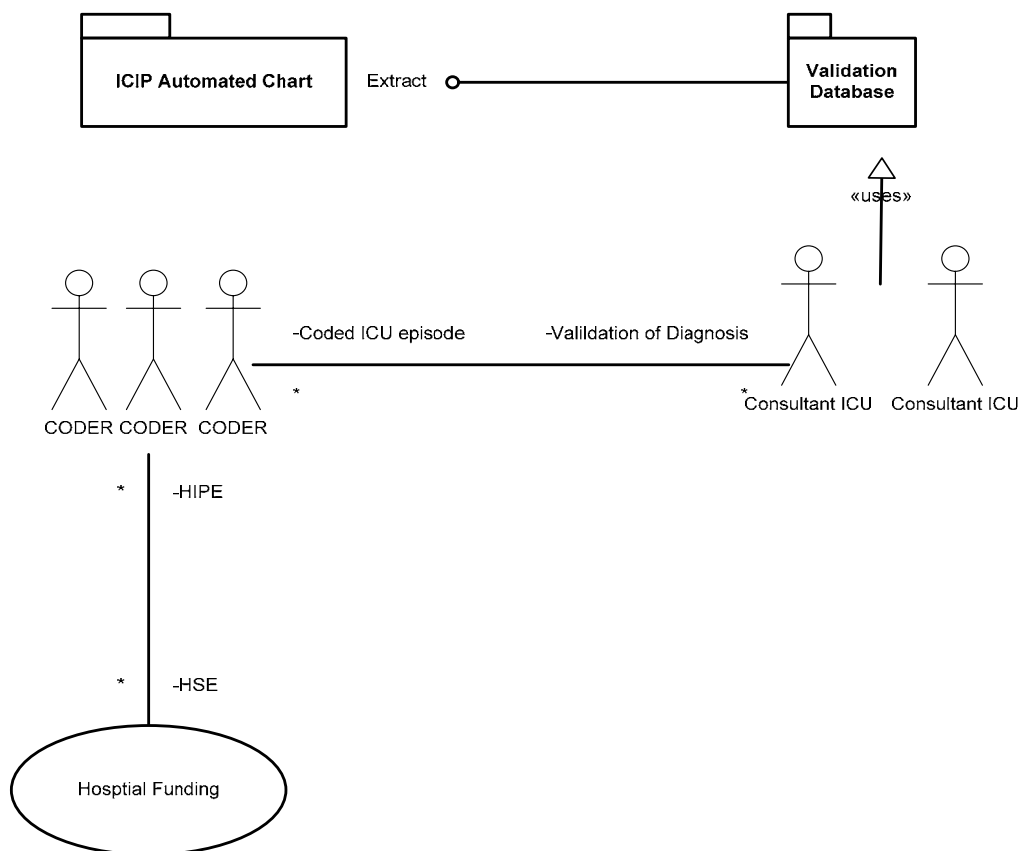 ICIP Automated Chart
Extract
Validation
Database
«uses»
-Coded ICU episode
-Valildation of Diagnosis
*
*
Consultant ICU
Consultant ICU
CODER
CODER
CODER
*
-HIPE
*
-HSE
Hosptial Funding